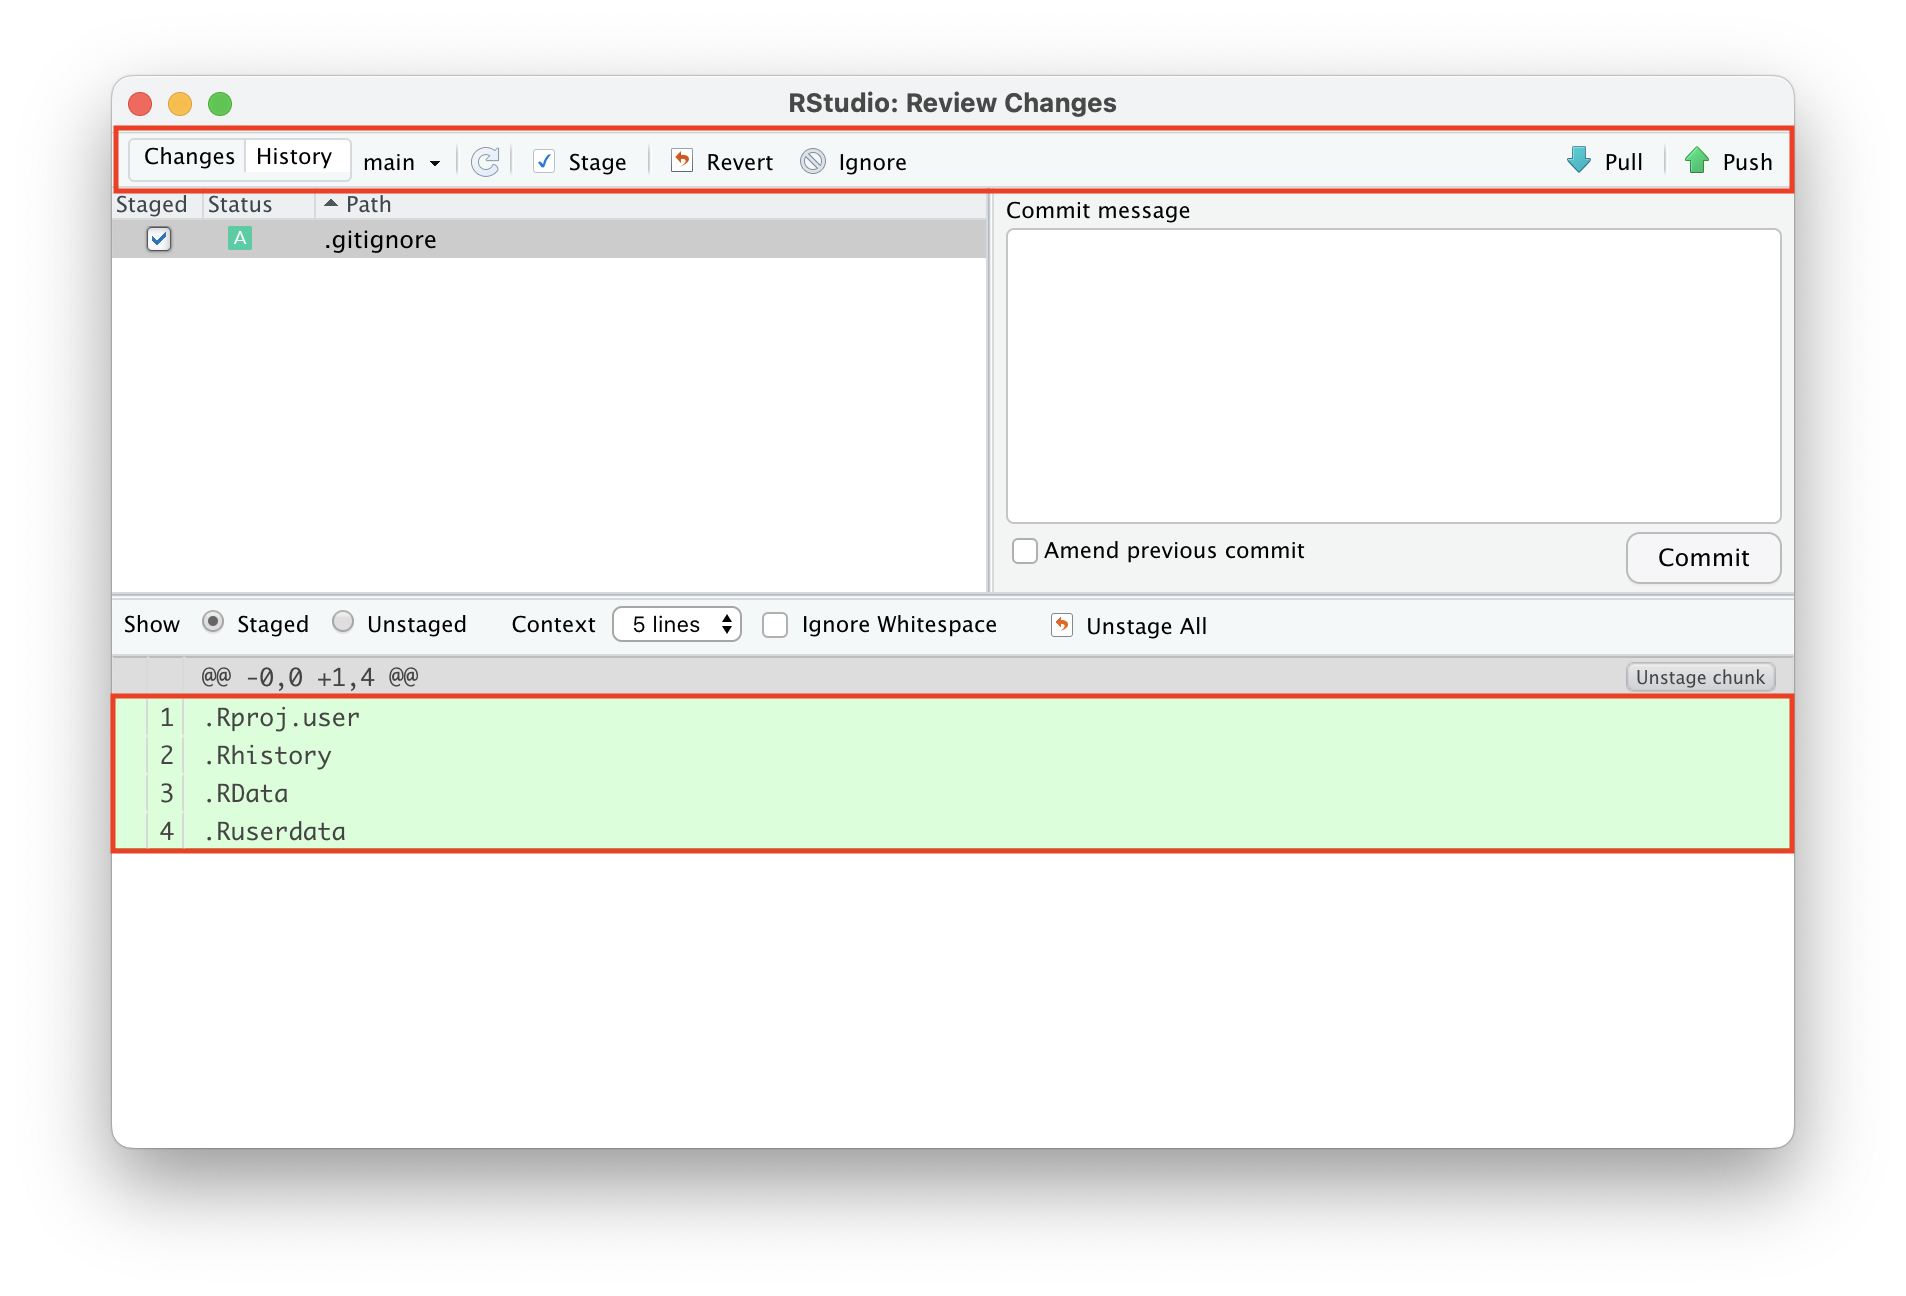 RStudio: Review Changes
Changes History main Stage Revert Ignore Pull Push
Staged Status Path
A .gitignore
Commit message
Amend previous commit
Commit
Show Staged Unstaged Context 5 lines Ignore Whitespace Unstage All
@@ -0,0 +1,4 @@ Unstage chunk
1 .Rproj.user
2 .Rhistory
3 .RData
4 .Ruserdata